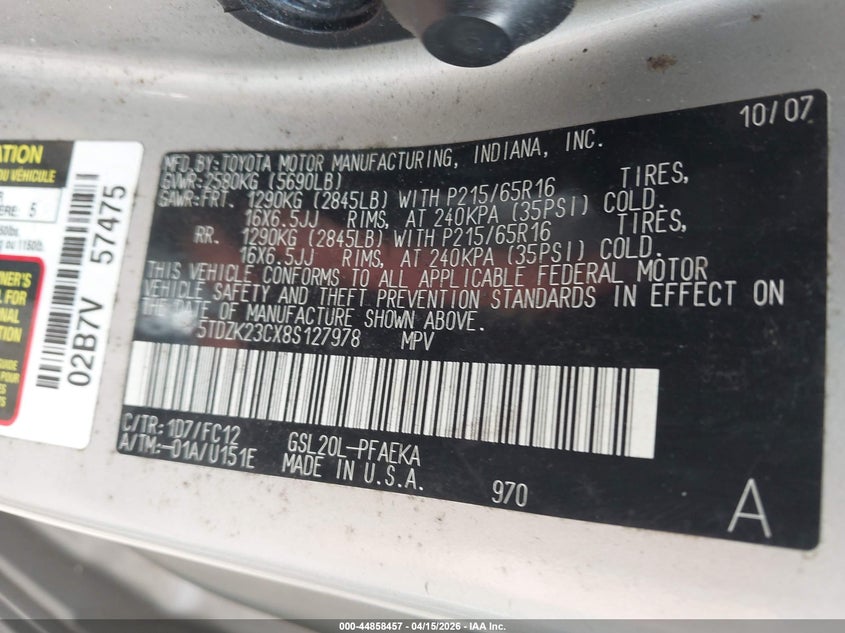 10/07
MFD.BY:TOYOTA MOTOR MANUFACTURING, INDIANA, INC.
GVWR:2580KG (5690LB)
GAWR:FRT. 1290KG (2845LB) WITH P215/65R16 TIRES,
16X6.5JJ RIMS, AT 240KPA (35PSI) COLD.
RR. 1290KG (2845LB) WITH P215/65R16 TIRES,
16X6.5JJ RIMS, AT 240KPA (35PSI) COLD.
THIS VEHICLE CONFORMS TO ALL APPLICABLE FEDERAL MOTOR
VEHICLE SAFETY AND THEFT PREVENTION STANDARDS IN EFFECT ON
THE DATE OF MANUFACTURE SHOWN ABOVE.
5TDZK23CX8S127978 MPV
C/TR: 1D7/FC12
A/TM:-01A/U151E
GSL20L-PFAEKA
MADE IN U.S.A.
970
A
02B7V 57475
5
000-44858457 - 04/15/2026 - IAA Inc.